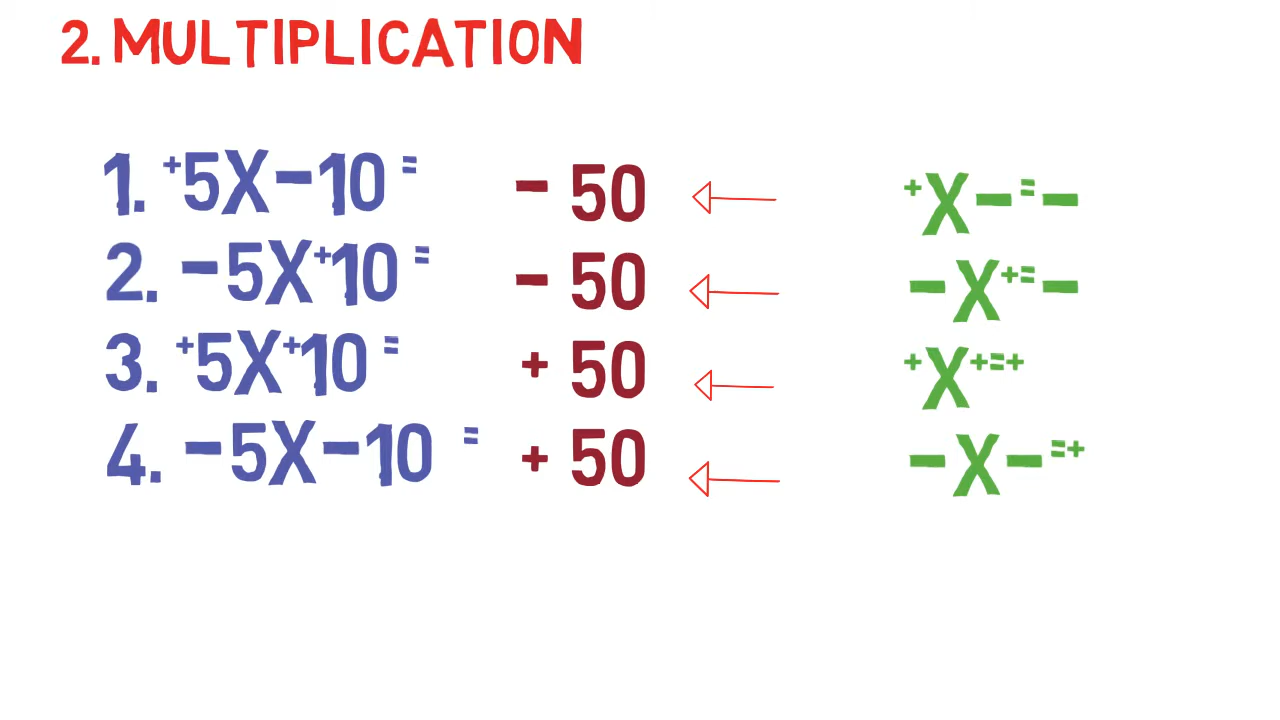 2. MULTIPLICATION
1. +5X-10 = - 50 +X-=-
2. -5X+10 = - 50 -X+=-
3. +5X+10 = + 50 +X+=+
4. -5X-10 = + 50 -X-=+